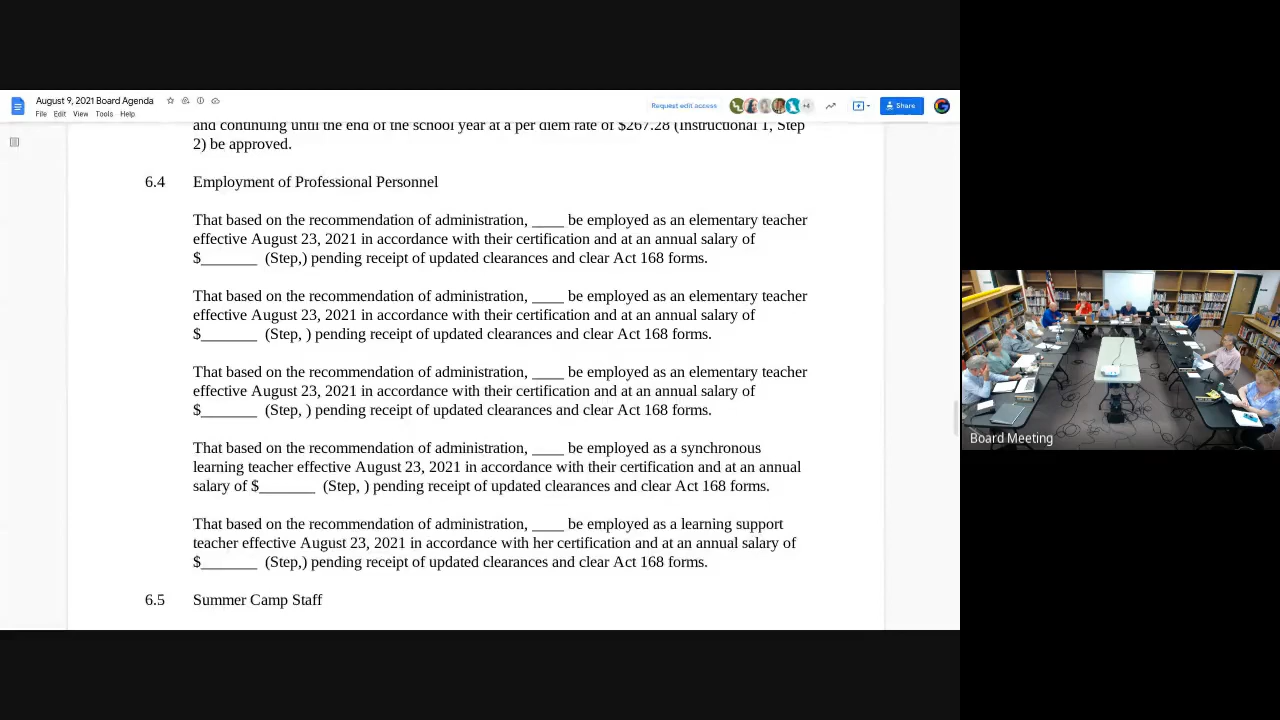 August 9, 2021 Board Agenda
File Edit View Tools Help
Request edit access
+4
Share
and continuing until the end of the school year at a per diem rate of $267.28 (Instructional 1, Step
2) be approved.
6.4 Employment of Professional Personnel
That based on the recommendation of administration, ____ be employed as an elementary teacher
effective August 23, 2021 in accordance with their certification and at an annual salary of
$_______ (Step,) pending receipt of updated clearances and clear Act 168 forms.
That based on the recommendation of administration, ____ be employed as an elementary teacher
effective August 23, 2021 in accordance with their certification and at an annual salary of
$_______ (Step, ) pending receipt of updated clearances and clear Act 168 forms.
That based on the recommendation of administration, ____ be employed as an elementary teacher
effective August 23, 2021 in accordance with their certification and at an annual salary of
$_______ (Step, ) pending receipt of updated clearances and clear Act 168 forms.
That based on the recommendation of administration, ____ be employed as a synchronous
learning teacher effective August 23, 2021 in accordance with their certification and at an annual
salary of $_______ (Step, ) pending receipt of updated clearances and clear Act 168 forms.
That based on the recommendation of administration, ____ be employed as a learning support
teacher effective August 23, 2021 in accordance with her certification and at an annual salary of
$_______ (Step,) pending receipt of updated clearances and clear Act 168 forms.
6.5 Summer Camp Staff
Board Meeting